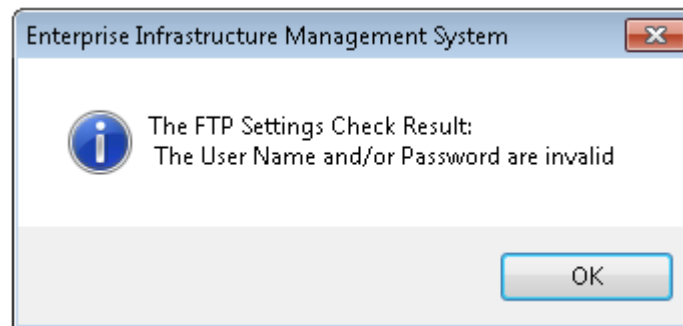 Enterprise Infrastructure Management System
The FTP Settings Check Result:
The User Name and/or Password are invalid
OK